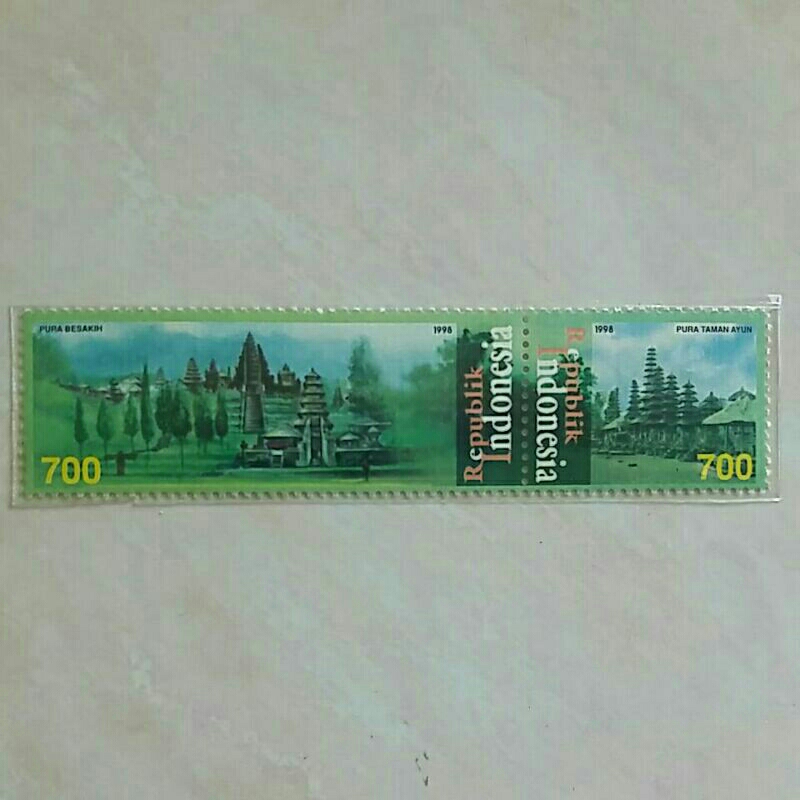 PURA BESAKIH
1998
Republik
Indonesia
700
Republik
Indonesia
1998
PURA TAMAN AYUN
700